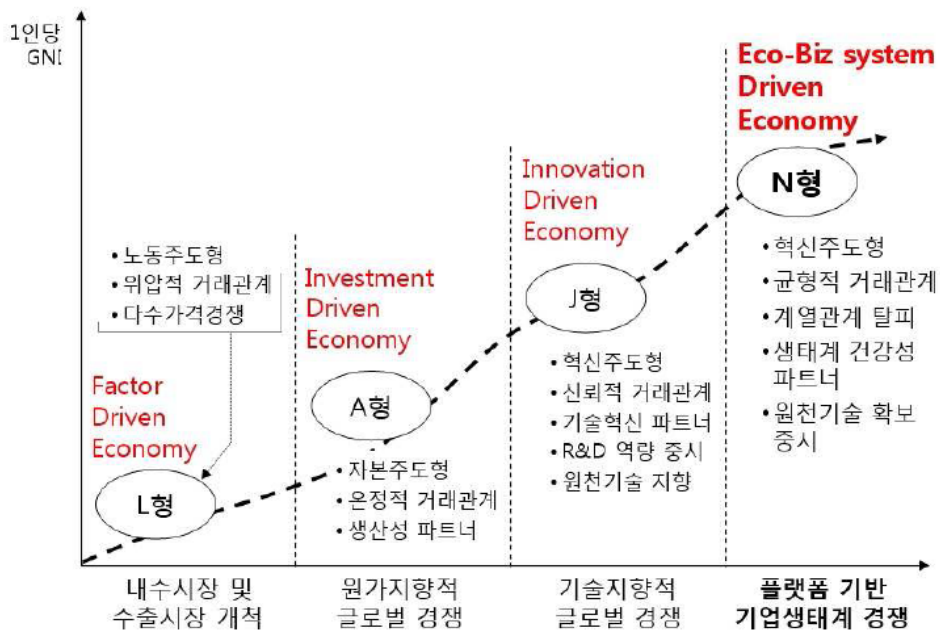 1인당
GNI
Eco-Biz system
Driven
Economy
N형
• 혁신주도형
• 균형적 거래관계
• 계열관계 탈피
• 생태계 건강성
파트너
• 원천기술 확보
중시
Innovation
Driven
Economy
J형
• 혁신주도형
• 신뢰적 거래관계
• 기술혁신 파트너
• R&D 역량 중시
• 원천기술 지향
• 노동주도형
• 위압적 거래관계
• 다수가격경쟁
Investment
Driven
Economy
A형
• 자본주도형
• 온정적 거래관계
• 생산성 파트너
Factor
Driven
Economy
L형
내수시장 및
수출시장 개척
원가지향적
글로벌 경쟁
기술지향적
글로벌 경쟁
플랫폼 기반
기업생태계 경쟁